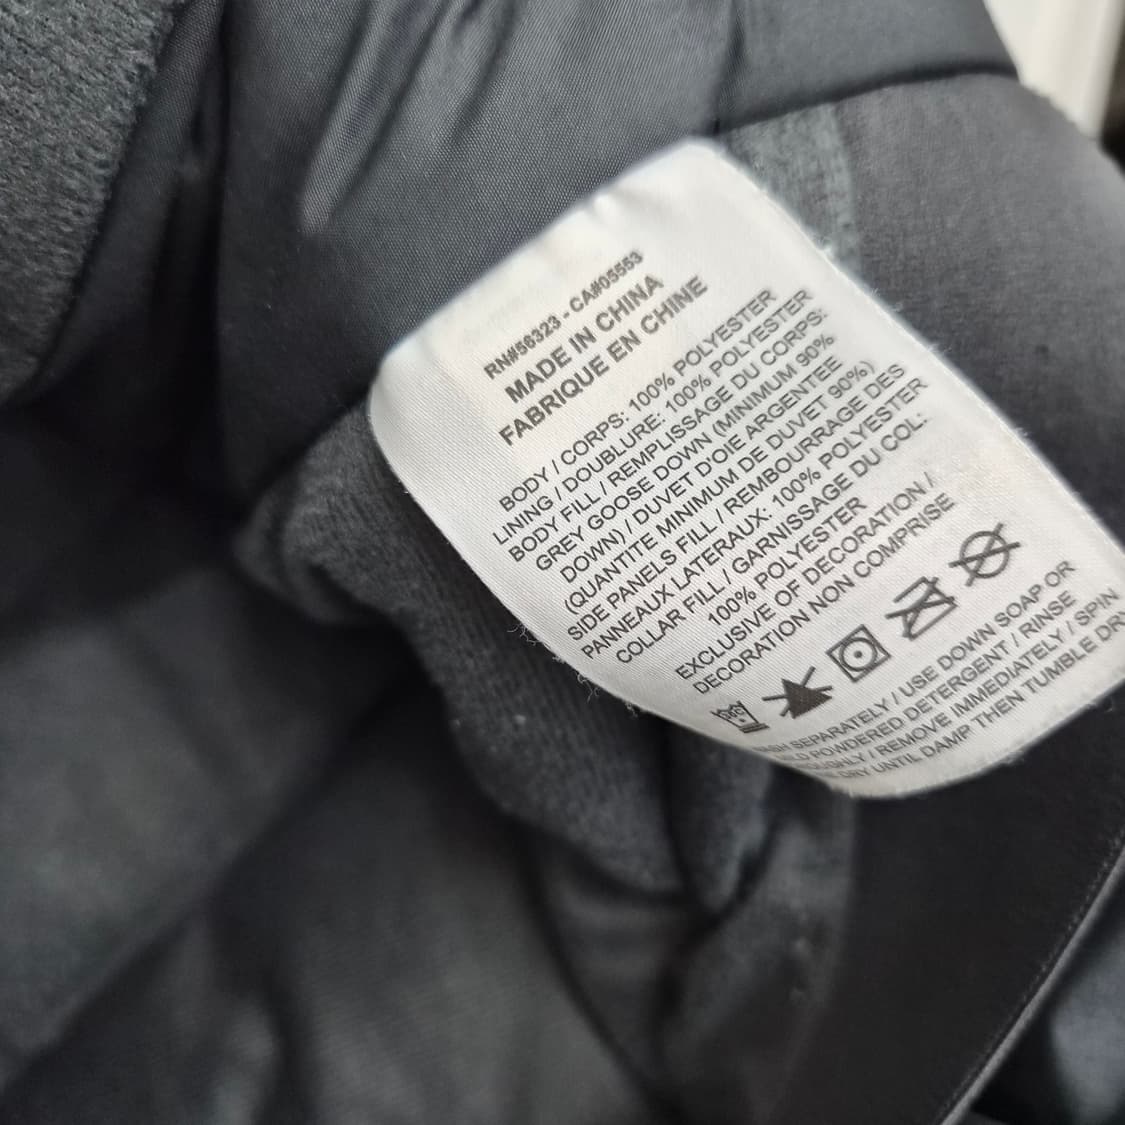 RN#56323 - CA#05553
MADE IN CHINA
FABRIQUE EN CHINE
BODY / CORPS: 100% POLYESTER
LINING / DOUBLURE: 100% POLYESTER
BODY FILL / REMPLISSAGE DU CORPS:
GREY GOOSE DOWN (MINIMUM 90%
DOWN) / DUVET D'OIE ARGENTEE
(QUANTITE MINIMUM DE DUVET 90%)
SIDE PANELS FILL / REMBOURRAGE DES
PANNEAUX LATERAUX: 100% POLYESTER
COLLAR FILL / GARNISSAGE DU COL:
100% POLYESTER
EXCLUSIVE OF DECORATION /
DECORATION NON COMPRISE
SEPARATELY / USE DOWN SOAP OR
POWDERED DETERGENT / RINSE
/ REMOVE IMMEDIATELY / SPIN
DRY UNTIL DAMP THEN TUMBLE